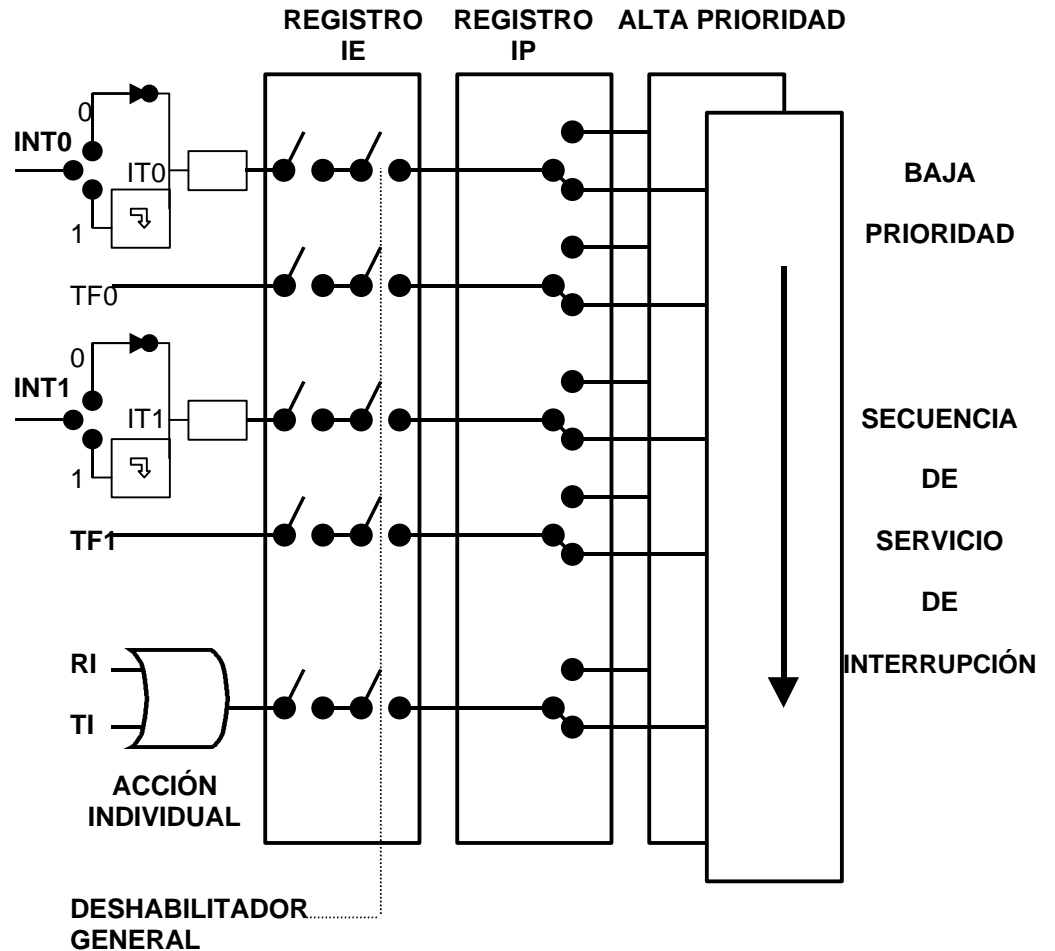 REGISTRO
IE
REGISTRO
IP
ALTA PRIORIDAD
0
INT0
IT0
1
BAJA
PRIORIDAD
TF0
0
INT1
IT1
1
SECUENCIA
DE
SERVICIO
DE
INTERRUPCIÓN
TF1
RI
TI
ACCIÓN
INDIVIDUAL
DESHABILITADOR
GENERAL